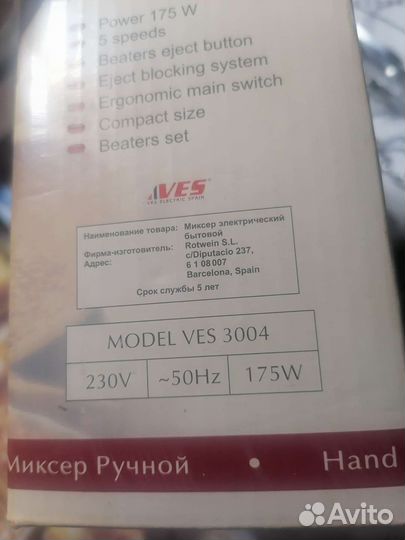 Power 175 W
5 speeds
Beaters eject button
Eject blocking system
Ergonomic main switch
Compact size
Beaters set
VES
VES ELECTRIC SPAIN
Наименование товара: Миксер электрический
бытовой
Фирма-изготовитель: Rotwein S.L.
Адрес: c/Diputacio 237,
6 1 08007
Barcelona, Spain
Срок службы 5 лет
MODEL VES 3004
230V ~50Hz 175W
Миксер Ручной • Hand
Avito